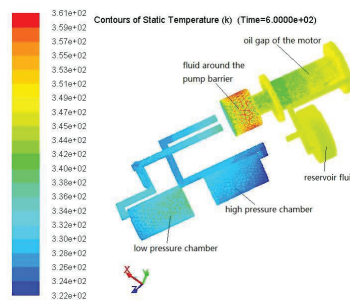 Contours of Static Temperature (k) (Time=6.0000e+02)
3.61e+02
3.59e+02
3.57e+02
3.55e+02
3.53e+02
3.51e+02
3.49e+02
3.47e+02
3.45e+02
3.44e+02
3.42e+02
3.40e+02
3.38e+02
3.36e+02
3.34e+02
3.32e+02
3.30e+02
3.28e+02
3.26e+02
3.24e+02
3.22e+02
oil gap of the motor
fluid around the
pump barrier
reservoir flui
high pressure chamber
low pressure chamber
X
Y
Z